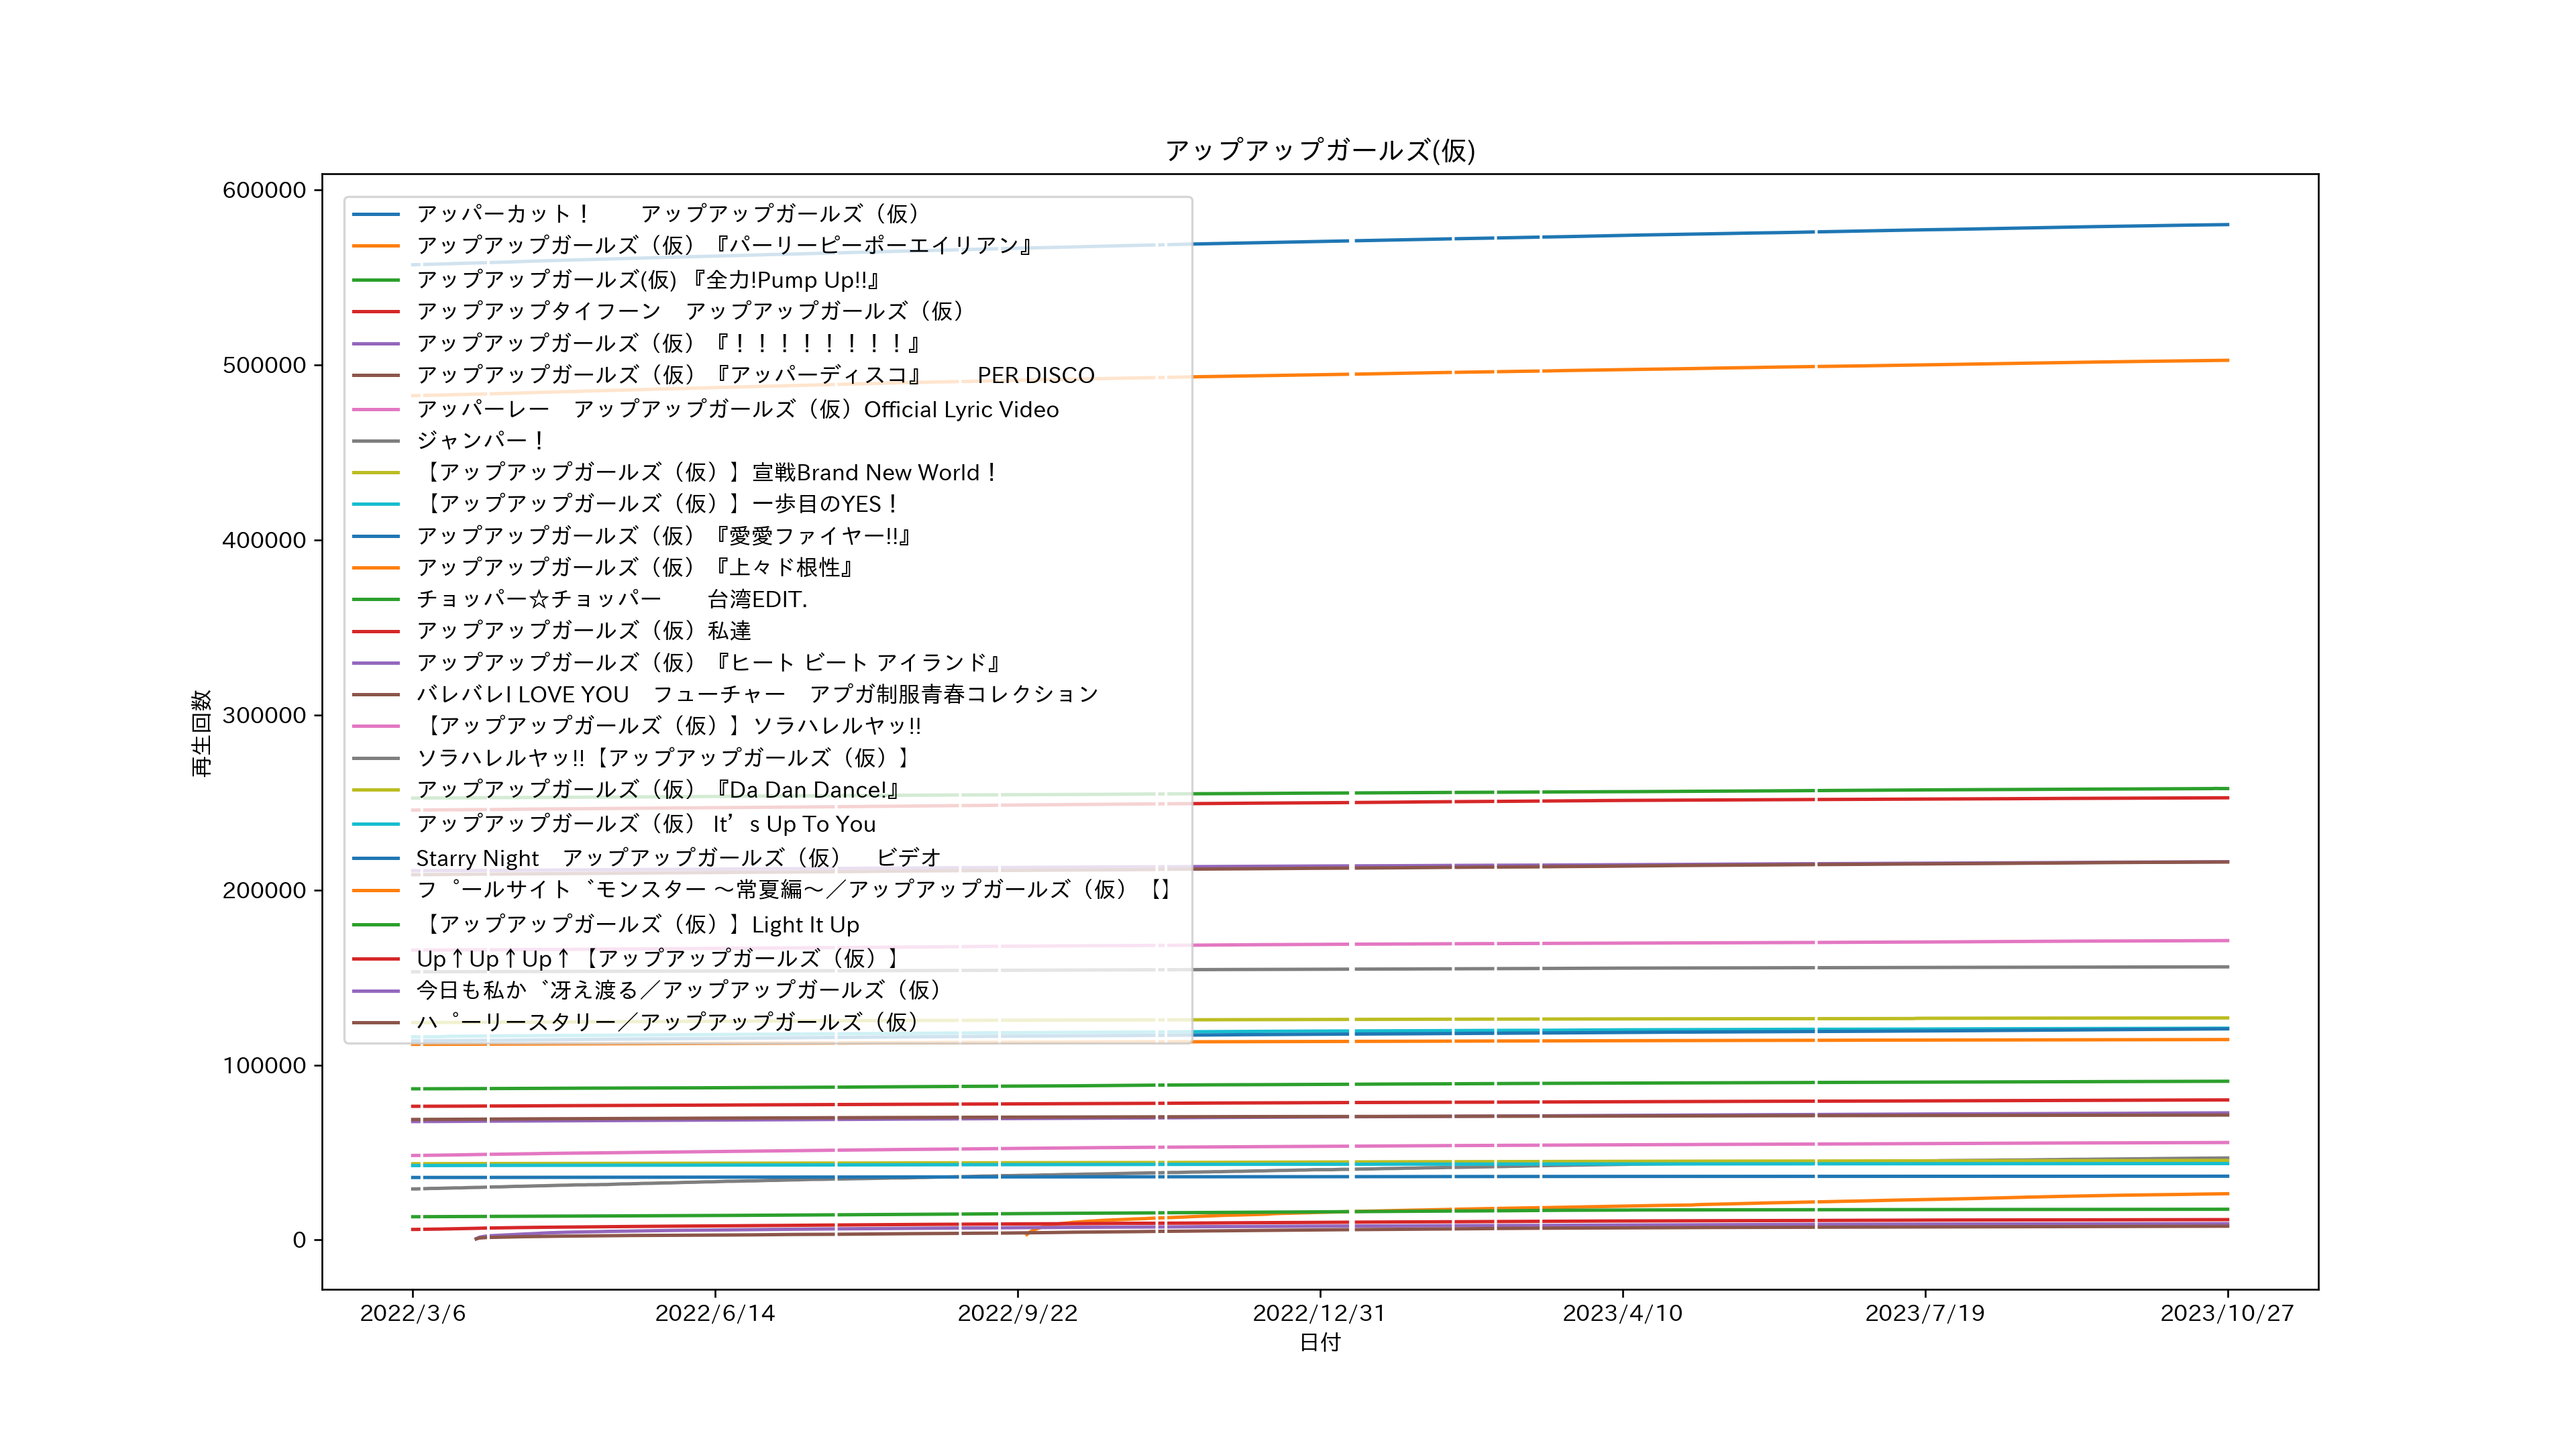 アップアップガールズ(仮)
600000
500000
400000
300000
200000
100000
0
再生回数
アッパーカット！　　アップアップガールズ（仮）
アップアップガールズ（仮）『パーリーピーポーエイリアン』
アップアップガールズ(仮) 『全力!Pump Up!!』
アップアップタイフーン　アップアップガールズ（仮）
アップアップガールズ（仮）『！！！！！！！！』
アップアップガールズ（仮）『アッパーディスコ』　　PER DISCO
アッパーレー　アップアップガールズ（仮）Official Lyric Video
ジャンパー！
【アップアップガールズ（仮）】宣戦Brand New World！
【アップアップガールズ（仮）】一歩目のYES！
アップアップガールズ（仮）『愛愛ファイヤー!!』
アップアップガールズ（仮）『上々ド根性』
チョッパー☆チョッパー　　台湾EDIT.
アップアップガールズ（仮）私達
アップアップガールズ（仮）『ヒート ビート アイランド』
バレバレI LOVE YOU　フューチャー　アプガ制服青春コレクション
【アップアップガールズ（仮）】ソラハレルヤッ!!
ソラハレルヤッ!!【アップアップガールズ（仮）】
アップアップガールズ（仮）『Da Dan Dance!』
アップアップガールズ（仮） It’s Up To You
Starry Night　アップアップガールズ（仮）　ビデオ
フ゜ールサイト゛モンスター 〜常夏編〜／アップアップガールズ（仮）【】
【アップアップガールズ（仮）】Light It Up
Up↑Up↑Up↑【アップアップガールズ（仮）】
今日も私か゛冴え渡る／アップアップガールズ（仮）
ハ゜ーリースタリー／アップアップガールズ（仮）
2022/3/6 2022/6/14 2022/9/22 2022/12/31 2023/4/10 2023/7/19 2023/10/27
日付